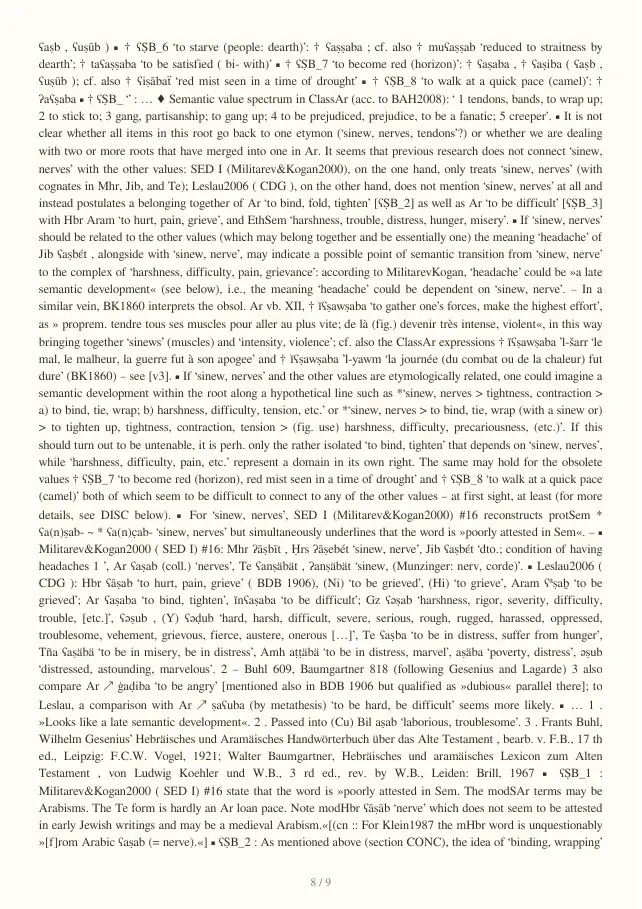 ʕaṣb , ʕuṣūb ) ▪ † ʕṢB_6 ‘to starve (people: dearth)’: † ʕaṣṣaba ; cf. also † muʕaṣṣab ‘reduced to straitness by
dearth’; † taʕaṣṣaba ‘to be satisfied ( bi- with)’ ▪ † ʕṢB_7 ‘to become red (horizon)’: † ʕaṣaba , † ʕaṣiba ( ʕaṣb ,
ʕuṣūb ); cf. also † ʕiṣābaẗ ‘red mist seen in a time of drought’ ▪ † ʕṢB_8 ‘to walk at a quick pace (camel)’: †
ʔaʕṣaba ▪ † ʕṢB_ ‘’ : … ♦ Semantic value spectrum in ClassAr (acc. to BAH2008): ‘ 1 tendons, bands, to wrap up;
2 to stick to; 3 gang, partisanship; to gang up; 4 to be prejudiced, prejudice, to be a fanatic; 5 creeper’. ▪ It is not
clear whether all items in this root go back to one etymon (‘sinew, nerves, tendons’?) or whether we are dealing
with two or more roots that have merged into one in Ar. It seems that previous research does not connect ‘sinew,
nerves’ with the other values: SED I (Militarev&Kogan2000), on the one hand, only treats ‘sinew, nerves’ (with
cognates in Mhr, Jib, and Te); Leslau2006 ( CDG ), on the other hand, does not mention ‘sinew, nerves’ at all and
instead postulates a belonging together of Ar ‘to bind, fold, tighten’ [ʕṢB_2] as well as Ar ‘to be difficult’ [ʕṢB_3]
with Hbr Aram ‘to hurt, pain, grieve’, and EthSem ‘harshness, trouble, distress, hunger, misery’. ▪ If ‘sinew, nerves’
should be related to the other values (which may belong together and be essentially one) the meaning ‘headache’ of
Jib ʕaṣbɛ́t , alongside with ‘sinew, nerve’, may indicate a possible point of semantic transition from ‘sinew, nerve’
to the complex of ‘harshness, difficulty, pain, grievance’: according to MilitarevKogan, ‘headache’ could be »a late
semantic development« (see below), i.e., the meaning ‘headache’ could be dependent on ‘sinew, nerve’. – In a
similar vein, BK1860 interprets the obsol. Ar vb. XII, † ĭʕṣawṣaba ‘to gather one’s forces, make the highest effort’,
as » proprem. tendre tous ses muscles pour aller au plus vite; de là (fig.) devenir très intense, violent«, in this way
bringing together ‘sinews’ (muscles) and ‘intensity, violence’; cf. also the ClassAr expressions † ĭʕṣawṣaba ’l-šarr ‘le
mal, le malheur, la guerre fut à son apogee’ and † ĭʕṣawṣaba ’l-yawm ‘la journée (du combat ou de la chaleur) fut
dure’ (BK1860) – see [v3]. ▪ If ‘sinew, nerves’ and the other values are etymologically related, one could imagine a
semantic development within the root along a hypothetical line such as *‘sinew, nerves > tightness, contraction >
a) to bind, tie, wrap; b) harshness, difficulty, tension, etc.’ or *‘sinew, nerves > to bind, tie, wrap (with a sinew or)
> to tighten up, tightness, contraction, tension > (fig. use) harshness, difficulty, precariousness, (etc.)’. If this
should turn out to be untenable, it is perh. only the rather isolated ‘to bind, tighten’ that depends on ‘sinew, nerves’,
while ‘harshness, difficulty, pain, etc.’ represent a domain in its own right. The same may hold for the obsolete
values † ʕṢB_7 ‘to become red (horizon), red mist seen in a time of drought’ and † ʕṢB_8 ‘to walk at a quick pace
(camel)’ both of which seem to be difficult to connect to any of the other values – at first sight, at least (for more
details, see DISC below). ▪ For ‘sinew, nerves’, SED I (Militarev&Kogan2000) #16 reconstructs protSem *
ʕa(n)ṣab- ~ * ʕa(n)çab- ‘sinew, nerves’ but simultaneously underlines that the word is »poorly attested in Sem«. – ▪
Militarev&Kogan2000 ( SED I) #16: Mhr ʔāṣbīt , Ḥrs ʔāṣebét ‘sinew, nerve’, Jib ʕaṣbɛ́t ‘dto.; condition of having
headaches 1 ’, Ar ʕaṣab (coll.) ‘nerves’, Te ʕanṣäbät , ʔanṣäbät ‘sinew, (Munzinger: nerv, corde)’. ▪ Leslau2006 (
CDG ): Hbr ʕāṣab ‘to hurt, pain, grieve’ ( BDB 1906), (Ni) ‘to be grieved’, (Hi) ‘to grieve’, Aram ʕᵃṣaḇ ‘to be
grieved’; Ar ʕaṣaba ‘to bind, tighten’, ĭnʕaṣaba ‘to be difficult’; Gz ʕəṣab ‘harshness, rigor, severity, difficulty,
trouble, [etc.]’, ʕəṣub , (Y) ʕəḍub ‘hard, harsh, difficult, severe, serious, rough, rugged, harassed, oppressed,
troublesome, vehement, grievous, fierce, austere, onerous […]’, Te ʕaṣba ‘to be in distress, suffer from hunger’,
Tña ʕaṣäbä ‘to be in misery, be in distress’, Amh aṭṭäbä ‘to be in distress, marvel’, aṣäba ‘poverty, distress’, əṣub
‘distressed, astounding, marvelous’. 2 – Buhl 609, Baumgartner 818 (following Gesenius and Lagarde) 3 also
compare Ar ↗ ġaḍiba ‘to be angry’ [mentioned also in BDB 1906 but qualified as »dubious« parallel there]; to
Leslau, a comparison with Ar ↗ ṣaʕuba (by metathesis) ‘to be hard, be difficult’ seems more likely. ▪ … 1 .
»Looks like a late semantic development«. 2 . Passed into (Cu) Bil aṣab ‘laborious, troublesome’. 3 . Frants Buhl,
Wilhelm Gesenius’ Hebräisches und Aramäisches Handwörterbuch über das Alte Testament , bearb. v. F.B., 17 th
ed., Leipzig: F.C.W. Vogel, 1921; Walter Baumgartner, Hebräisches und aramäisches Lexicon zum Alten
Testament , von Ludwig Koehler und W.B., 3 rd ed., rev. by W.B., Leiden: Brill, 1967 ▪ ʕṢB_1 :
Militarev&Kogan2000 ( SED I) #16 state that the word is »poorly attested in Sem. The modSAr terms may be
Arabisms. The Te form is hardly an Ar loan pace. Note modHbr ʕāṣāb ‘nerve’ which does not seem to be attested
in early Jewish writings and may be a medieval Arabism.«[(cn :: For Klein1987 the mHbr word is unquestionably
»[f]rom Arabic ʕaṣab (= nerve).«] ▪ ʕṢB_2 : As mentioned above (section CONC), the idea of ‘binding, wrapping’
8 / 9